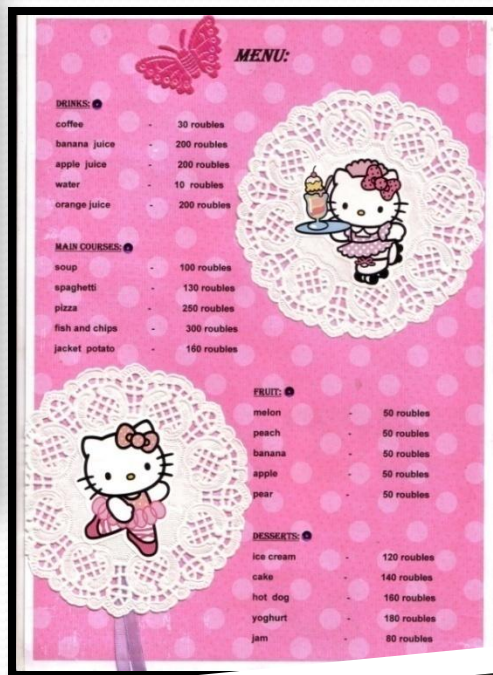 MENU:
DRINKS:
coffee - 30 roubles
banana juice - 200 roubles
apple juice - 200 roubles
water - 10 roubles
orange juice - 200 roubles
MAIN COURSES:
soup - 100 roubles
spaghetti - 130 roubles
pizza - 250 roubles
fish and chips - 300 roubles
jacket potato - 160 roubles
FRUIT:
melon - 50 roubles
peach - 50 roubles
banana - 50 roubles
apple - 50 roubles
pear - 50 roubles
DESSERTS:
ice cream - 120 roubles
cake - 140 roubles
hot dog - 160 roubles
yoghurt - 180 roubles
jam - 80 roubles